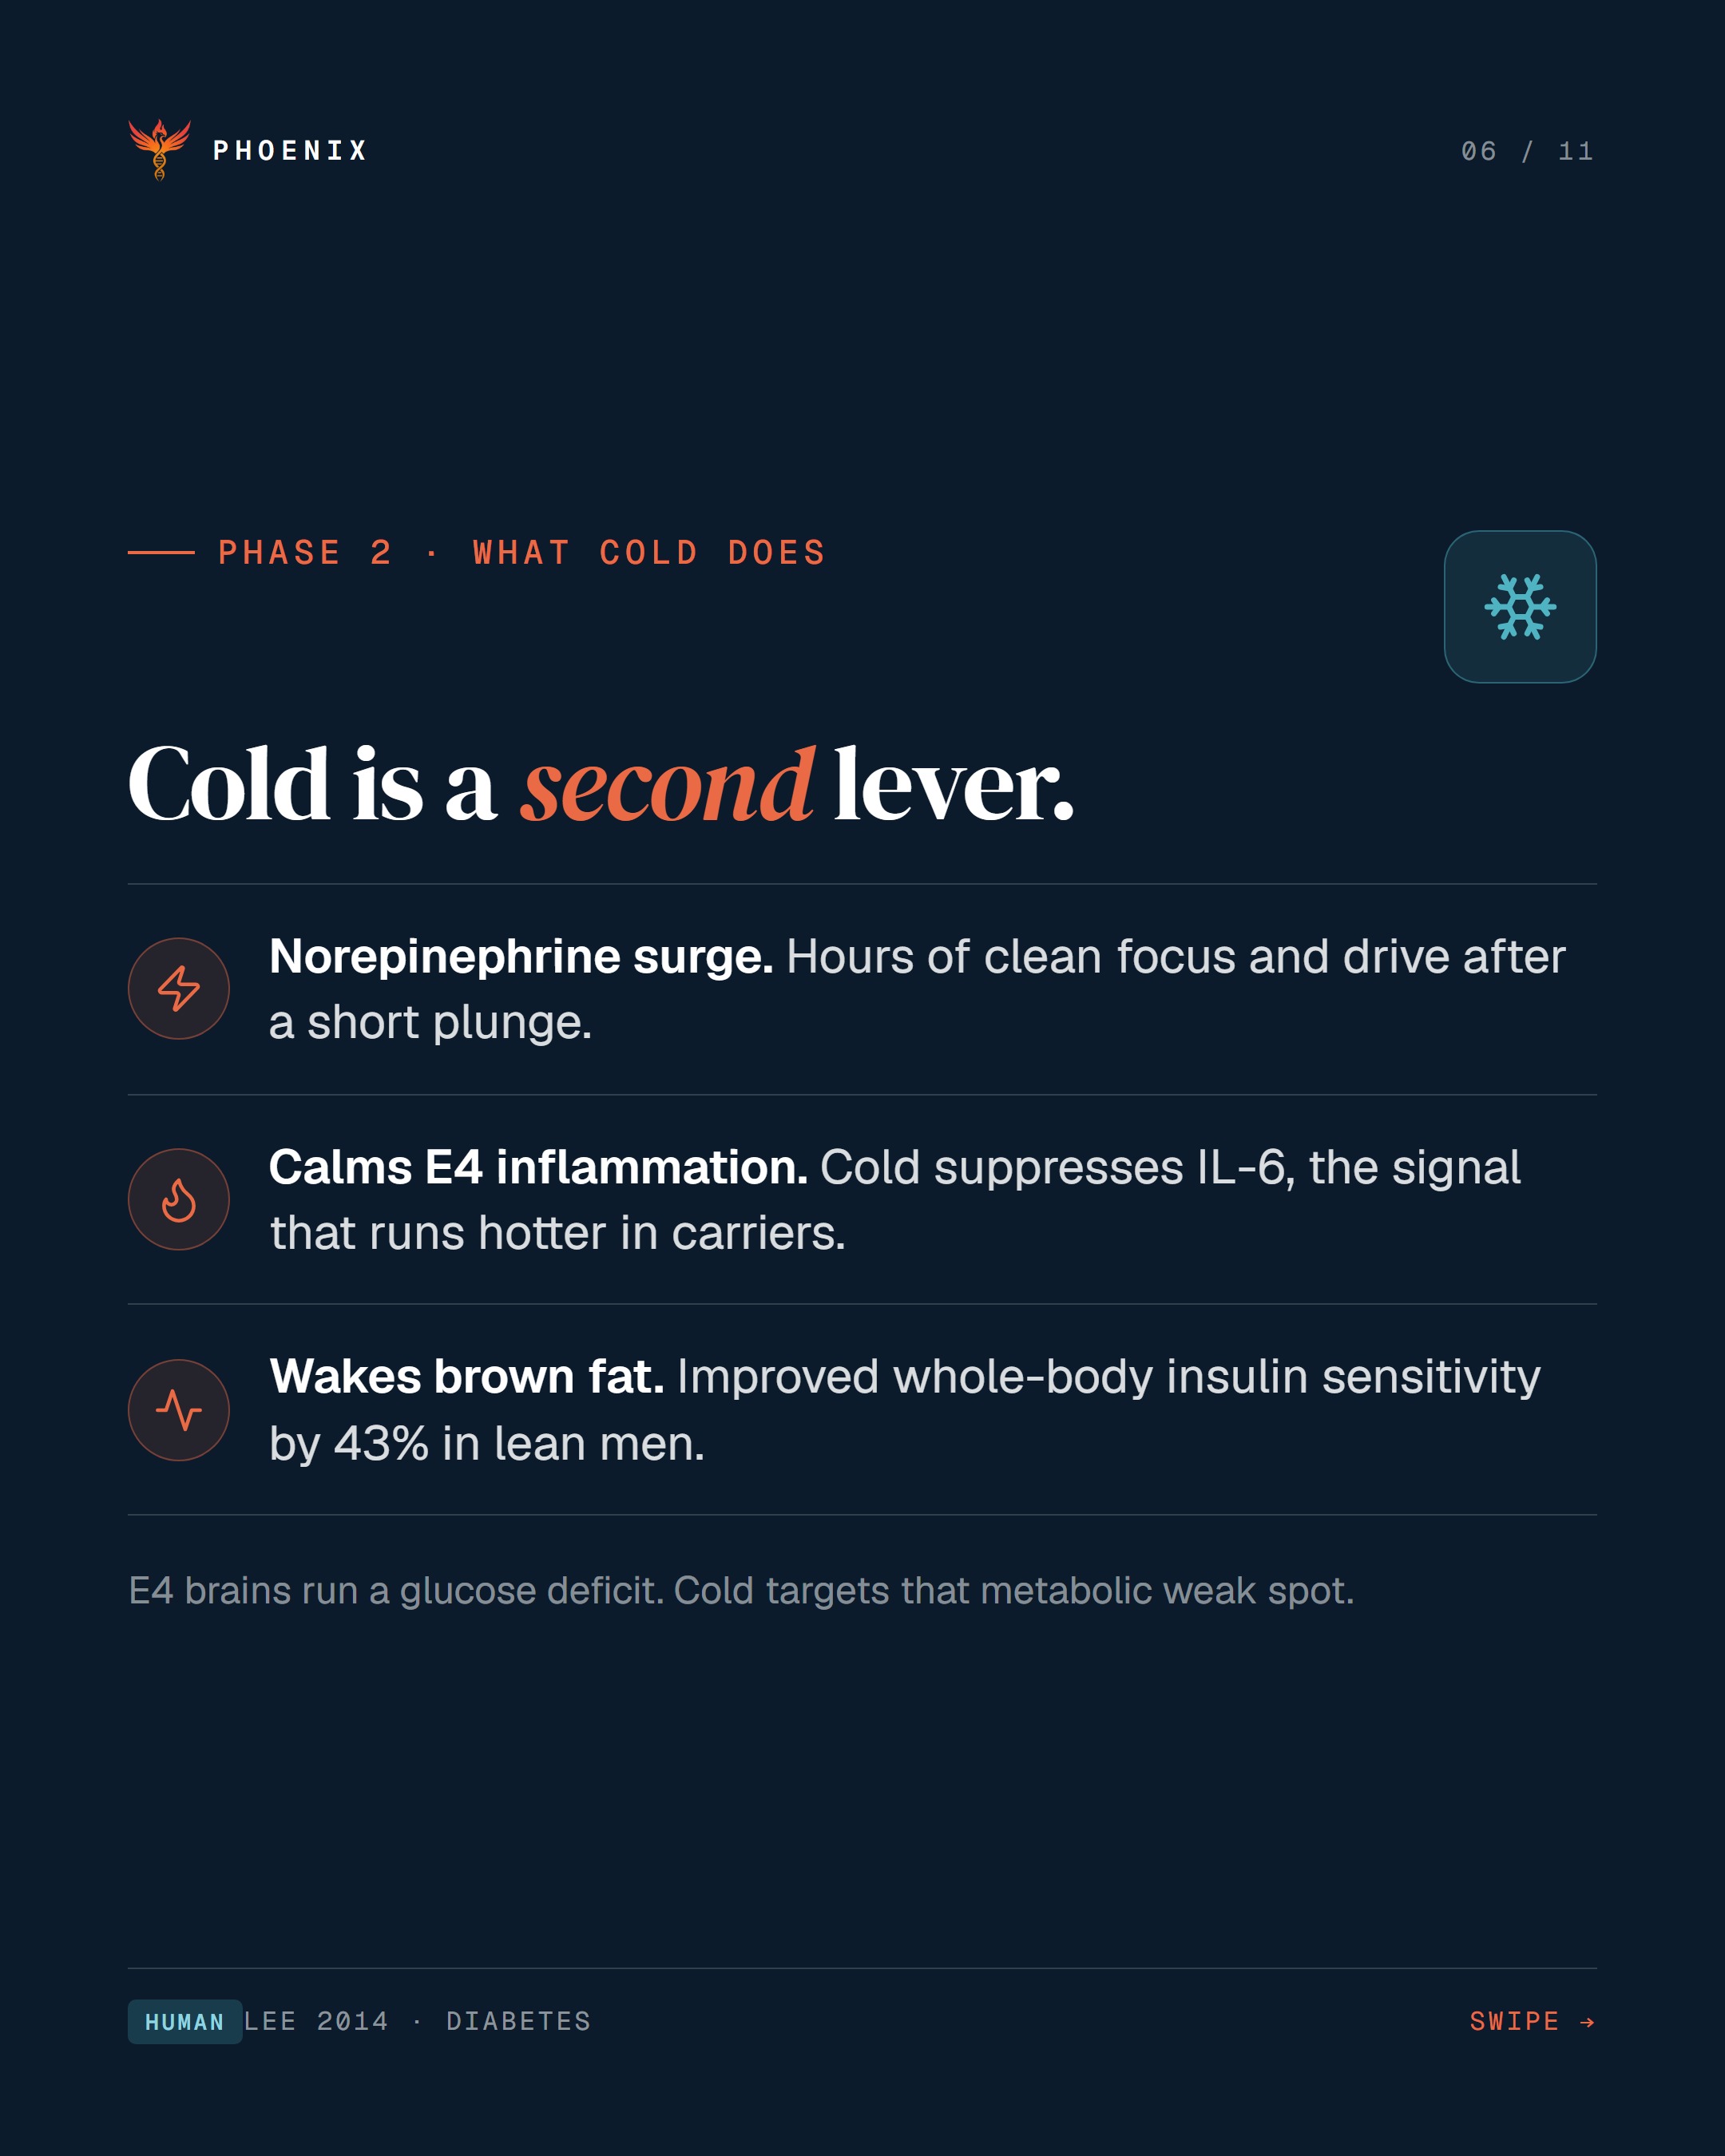 PHOENIX
06 / 11
PHASE 2 · WHAT COLD DOES
Cold is a second lever.
Norepinephrine surge. Hours of clean focus and drive after
a short plunge.
Calms E4 inflammation. Cold suppresses IL-6, the signal
that runs hotter in carriers.
Wakes brown fat. Improved whole-body insulin sensitivity
by 43% in lean men.
E4 brains run a glucose deficit. Cold targets that metabolic weak spot.
HUMAN LEE 2014 · DIABETES
SWIPE →